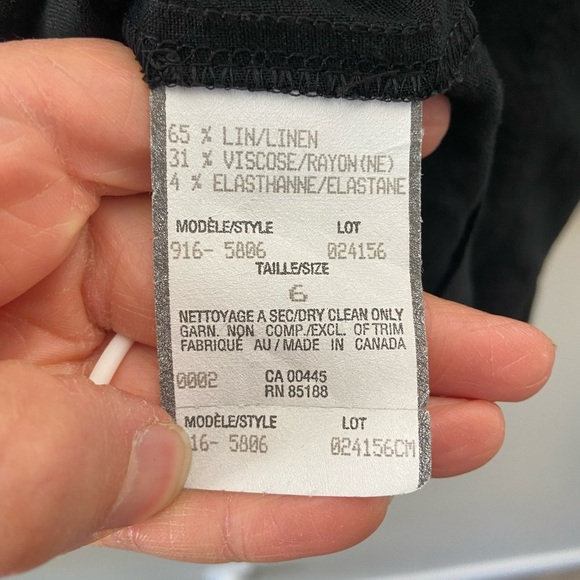 65 % LIN/LINEN
31 % VISCOSE/RAYON(NE)
4 % ELASTHANNE/ELASTANE
MODÈLE/STYLE LOT
916- 5806 024156
TAILLE/SIZE
6
NETTOYAGE A SEC/DRY CLEAN ONLY
GARN. NON COMP./EXCL. OF TRIM
FABRIQUÉ AU/MADE IN CANADA
0002 CA 00445
RN 85188
MODÈLE/STYLE LOT
16- 5806 024156CM